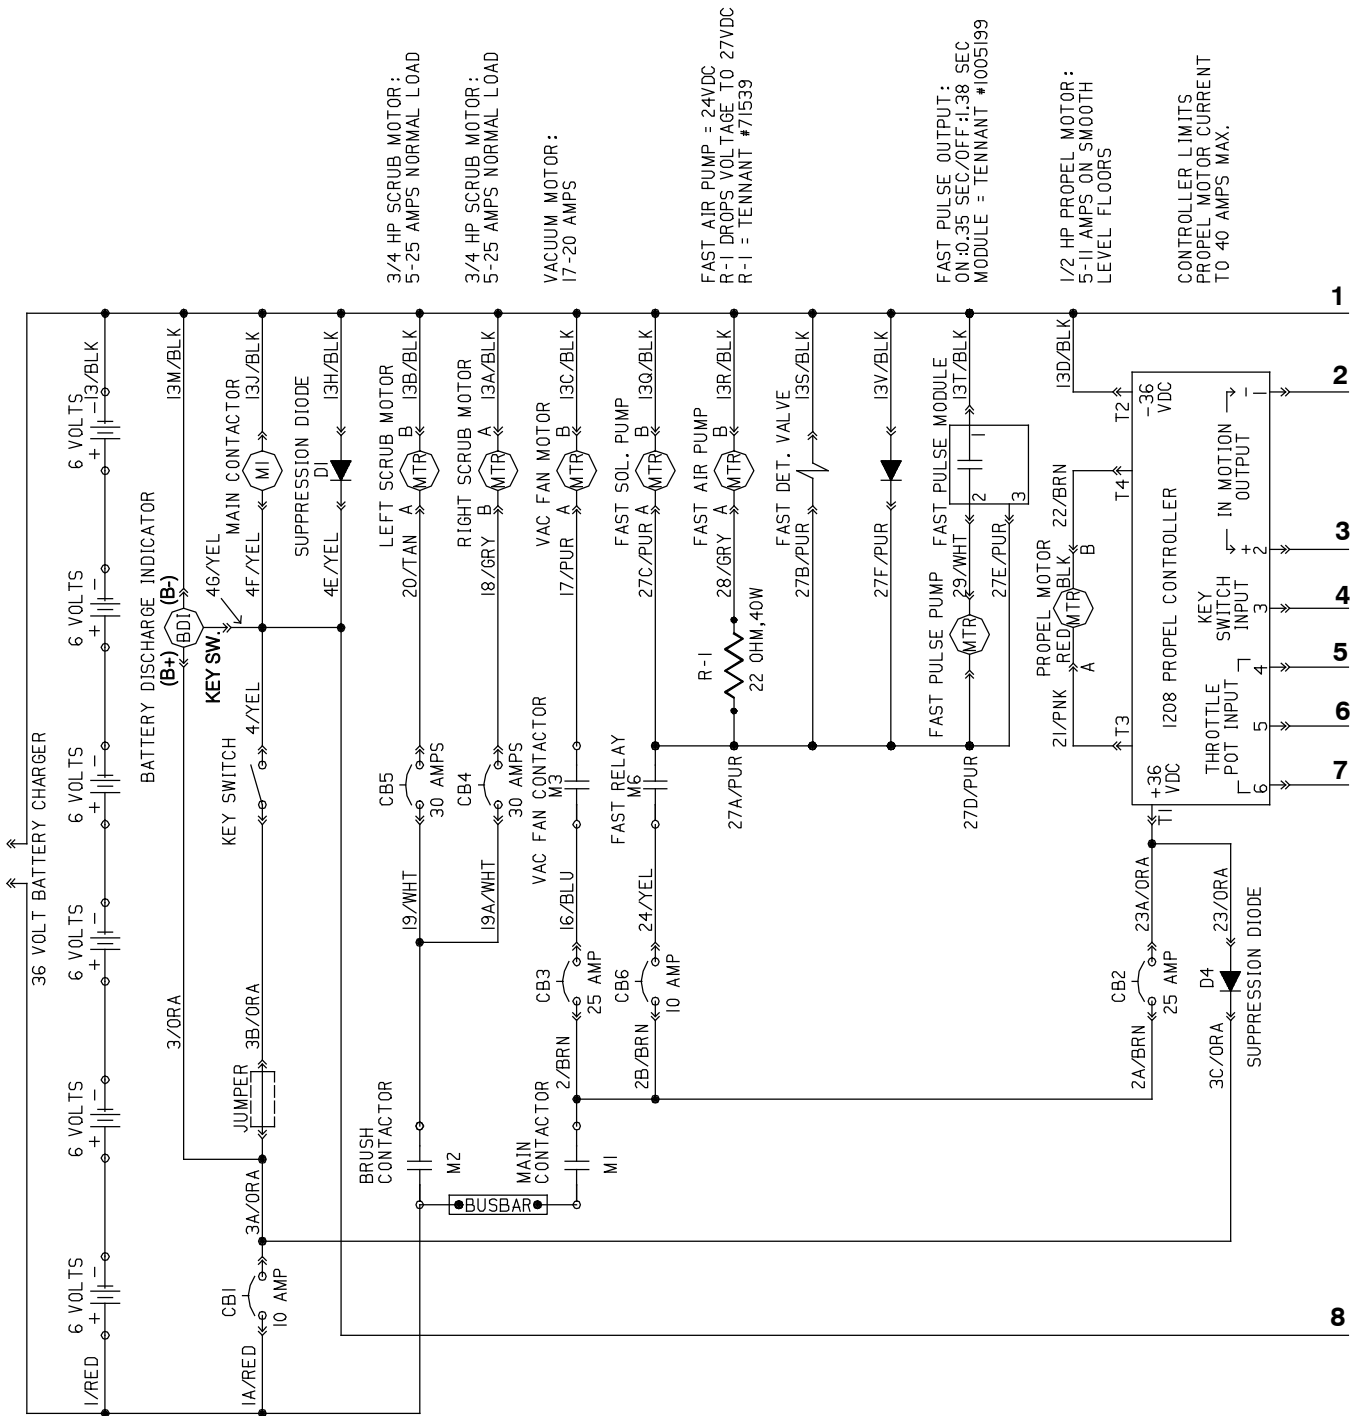 36 VOLT BATTERY CHARGER
1/RED
6 VOLTS
+ −
6 VOLTS
+ −
6 VOLTS
+ −
6 VOLTS
+ −
6 VOLTS
+ −
6 VOLTS
+ −
13/BLK
BATTERY DISCHARGE INDICATOR
3/ORA
(B+)
BDI
(B-)
13M/BLK
KEY SW.
4G/YEL
1A/RED
CB1
10 AMP
3A/ORA
JUMPER
3B/ORA
KEY SWITCH
4/YEL
4F/YEL
MAIN CONTACTOR
M1
13J/BLK
4E/YEL
SUPPRESSION DIODE
D1
13H/BLK
BRUSH
CONTACTOR
M2
19/WHT
CB5
30 AMPS
20/TAN
LEFT SCRUB MOTOR
A
MTR
B
13B/BLK
3/4 HP SCRUB MOTOR:
5-25 AMPS NORMAL LOAD
19A/WHT
CB4
30 AMPS
18/GRY
RIGHT SCRUB MOTOR
B
MTR
A
13A/BLK
3/4 HP SCRUB MOTOR:
5-25 AMPS NORMAL LOAD
BUSBAR
MAIN
CONTACTOR
M1
2/BRN
CB3
25 AMP
16/BLU
VAC FAN CONTACTOR
M3
17/PUR
VAC FAN MOTOR
A
MTR
B
13C/BLK
VACUUM MOTOR:
17-20 AMPS
2B/BRN
CB6
10 AMP
24/YEL
FAST RELAY
M6
27C/PUR
FAST SOL. PUMP
A
MTR
B
13Q/BLK
27A/PUR
R-1
22 OHM,40W
28/GRY
FAST AIR PUMP
A
MTR
B
13R/BLK
FAST AIR PUMP = 24VDC
R-1 DROPS VOLTAGE TO 27VDC
R-1 = TENNANT #71539
27B/PUR
FAST DET. VALVE
13S/BLK
27F/PUR
13V/BLK
27D/PUR
FAST PULSE PUMP
MTR
29/WHT
27E/PUR
FAST PULSE MODULE
2
1
3
13T/BLK
FAST PULSE OUTPUT:
ON:0.35 SEC/OFF:1.38 SEC
MODULE = TENNANT #1005199
21/PNK
PROPEL MOTOR
RED
A
MTR
BLK
B
22/BRN
13D/BLK
1/2 HP PROPEL MOTOR:
5-11 AMPS ON SMOOTH
LEVEL FLOORS
2A/BRN
CB2
25 AMP
23A/ORA
3C/ORA
D4
23/ORA
SUPPRESSION DIODE
T1
T3
T4
T2
+36
VDC
1208 PROPEL CONTROLLER
-36
VDC
THROTTLE
POT INPUT
KEY
SWITCH
INPUT
IN MOTION
OUTPUT
6
5
4
3
+
2
-
1
CONTROLLER LIMITS
PROPEL MOTOR CURRENT
TO 40 AMPS MAX.
1
2
3
4
5
6
7
8